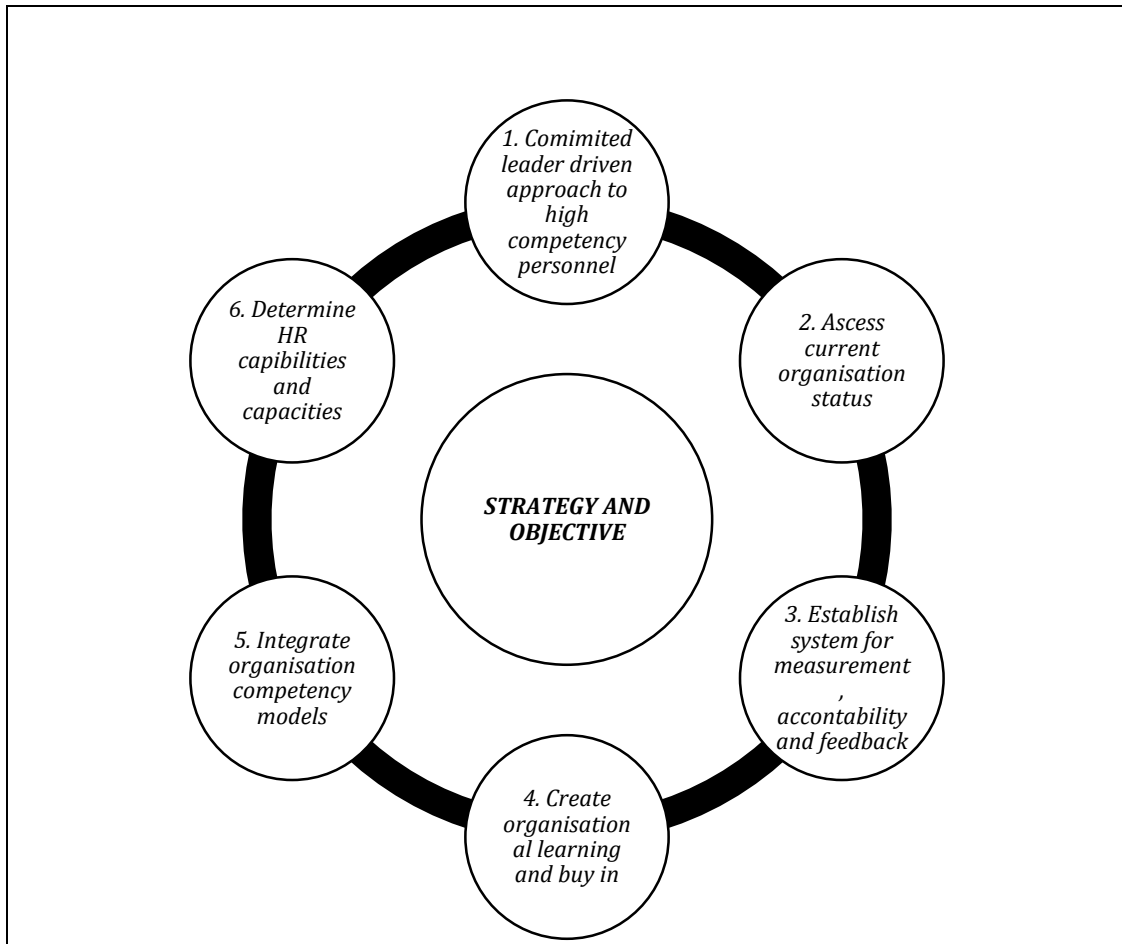 1. Comimited
leader driven
approach to
high
competency
personnel
2. Ascess
current
organisation
status
3. Establish
system for
measurement
,
accontability
and feedback
4. Create
organisation
al learning
and buy in
5. Integrate
organisation
competency
models
6. Determine
HR
capibilities
and
capacities
STRATEGY AND
OBJECTIVE